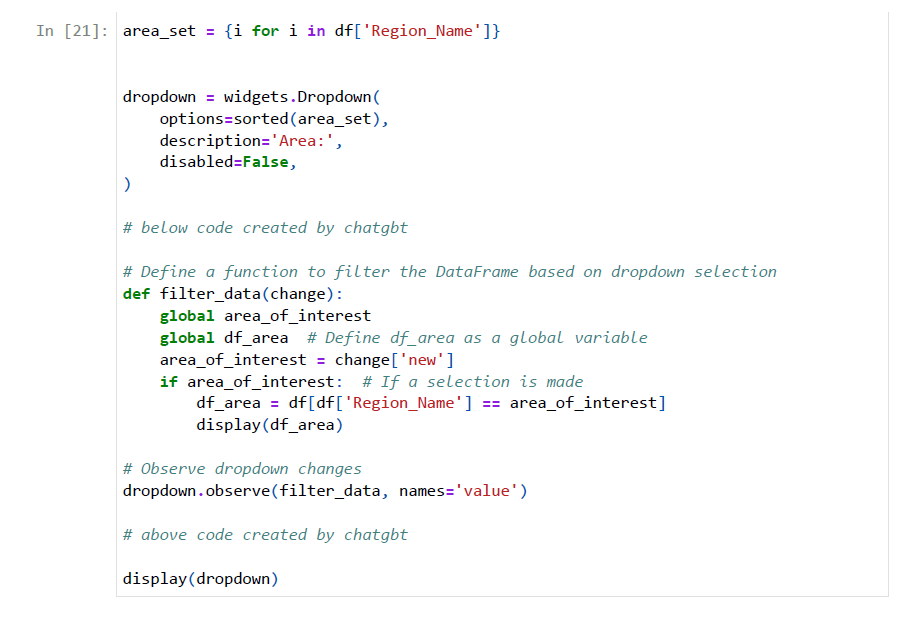 In [21]: area_set = {i for i in df['Region_Name']}
dropdown = widgets.Dropdown(
    options=sorted(area_set),
    description='Area:',
    disabled=False,
)
# below code created by chatgbt
# Define a function to filter the DataFrame based on dropdown selection
def filter_data(change):
    global area_of_interest
    global df_area  # Define df_area as a global variable
    area_of_interest = change['new']
    if area_of_interest:  # If a selection is made
        df_area = df[df['Region_Name'] == area_of_interest]
        display(df_area)
# Observe dropdown changes
dropdown.observe(filter_data, names='value')
# above code created by chatgbt
display(dropdown)